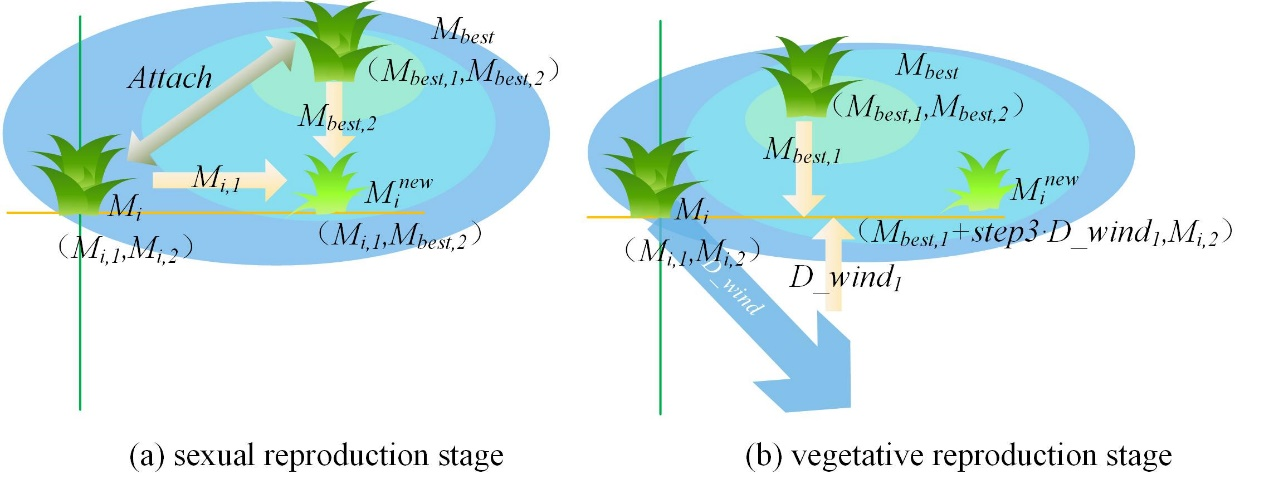 M_best
Attach
(M_best,1,M_best,2)
M_best,2
M_i,1
M_i^new
M_i
(M_i,1,M_best,2)
(M_i,1,M_i,2)
(a) sexual reproduction stage
M_best
(M_best,1,M_best,2)
M_best,1
M_i^new
M_i
(M_best,1+step3·D_wind_1,M_i,2)
(M_i,1,M_i,2)
D_wind
D_wind_1
(b) vegetative reproduction stage